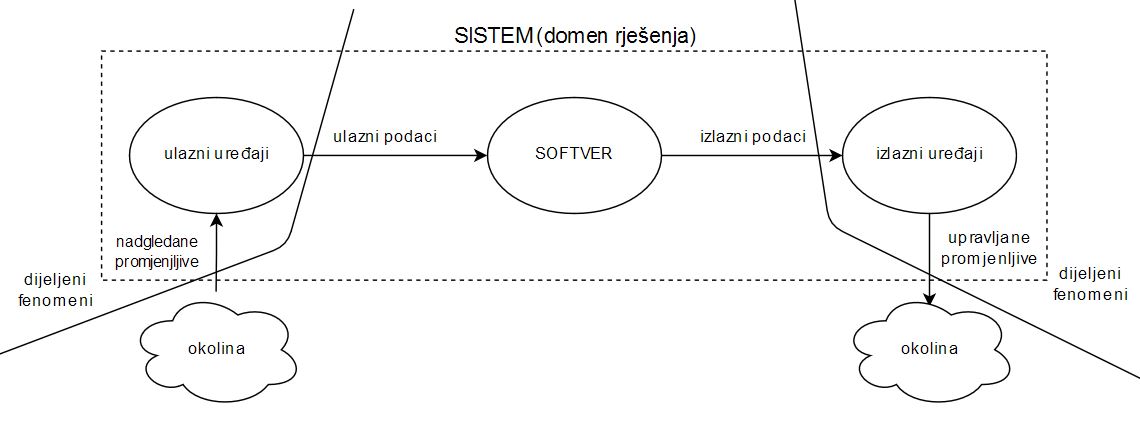 SISTEM (domen rješenja)
ulazni uređaji
ulazni podaci
SOFTVER
izlazni podaci
izlazni uređaji
nadgledane
promjenjljive
upravljane
promjenljive
dijeljeni
fenomeni
dijeljeni
fenomeni
okolina
okolina